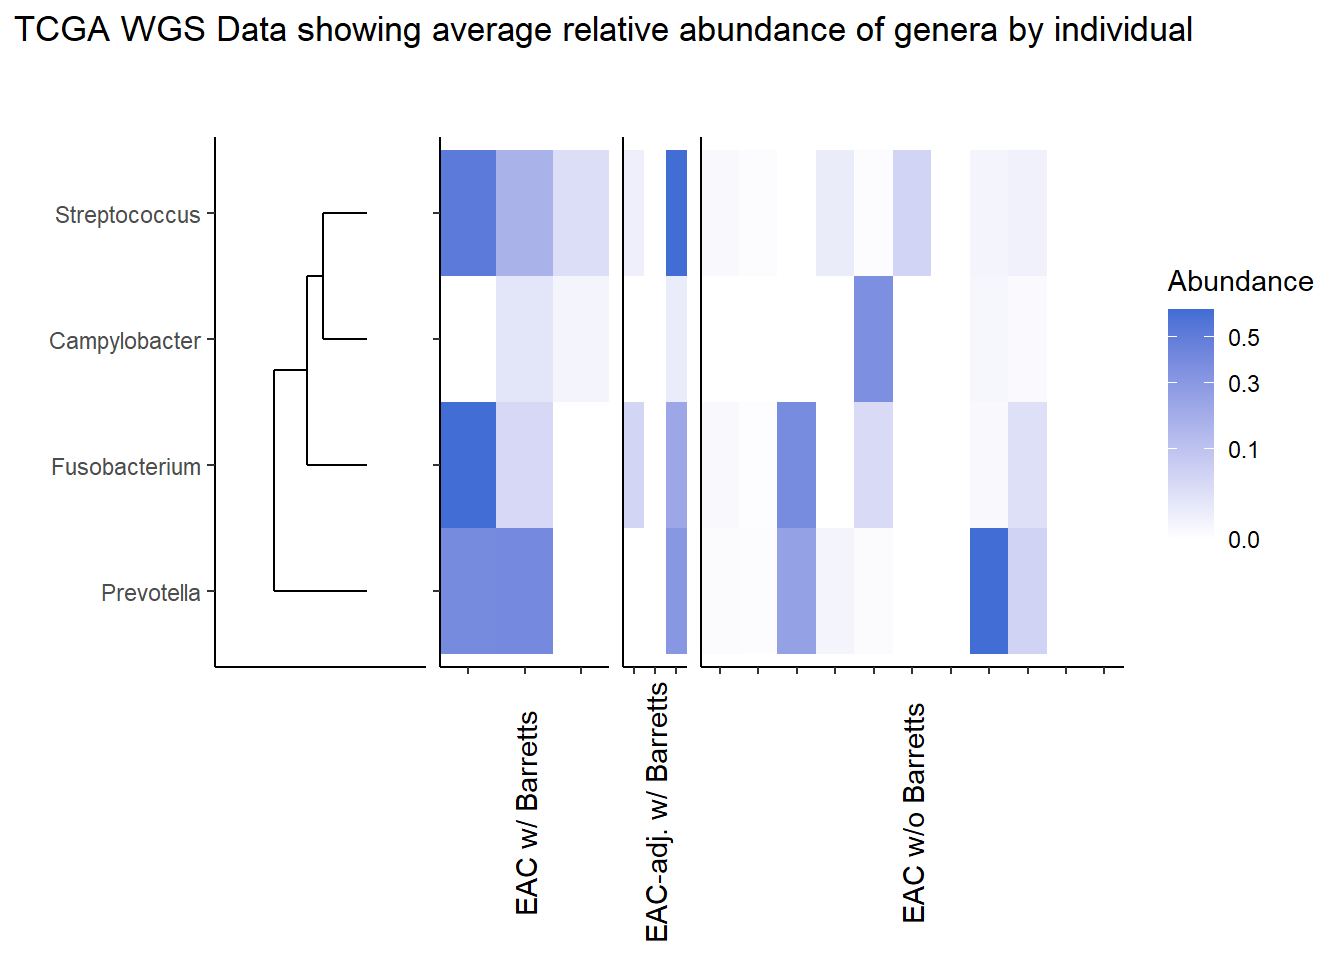 TCGA WGS Data showing average relative abundance of genera by individual
Streptococcus
Campylobacter
Fusobacterium
Prevotella
EAC w/ Barretts
EAC-adj. w/ Barretts
EAC w/o Barretts
Abundance
0.5
0.3
0.1
0.0